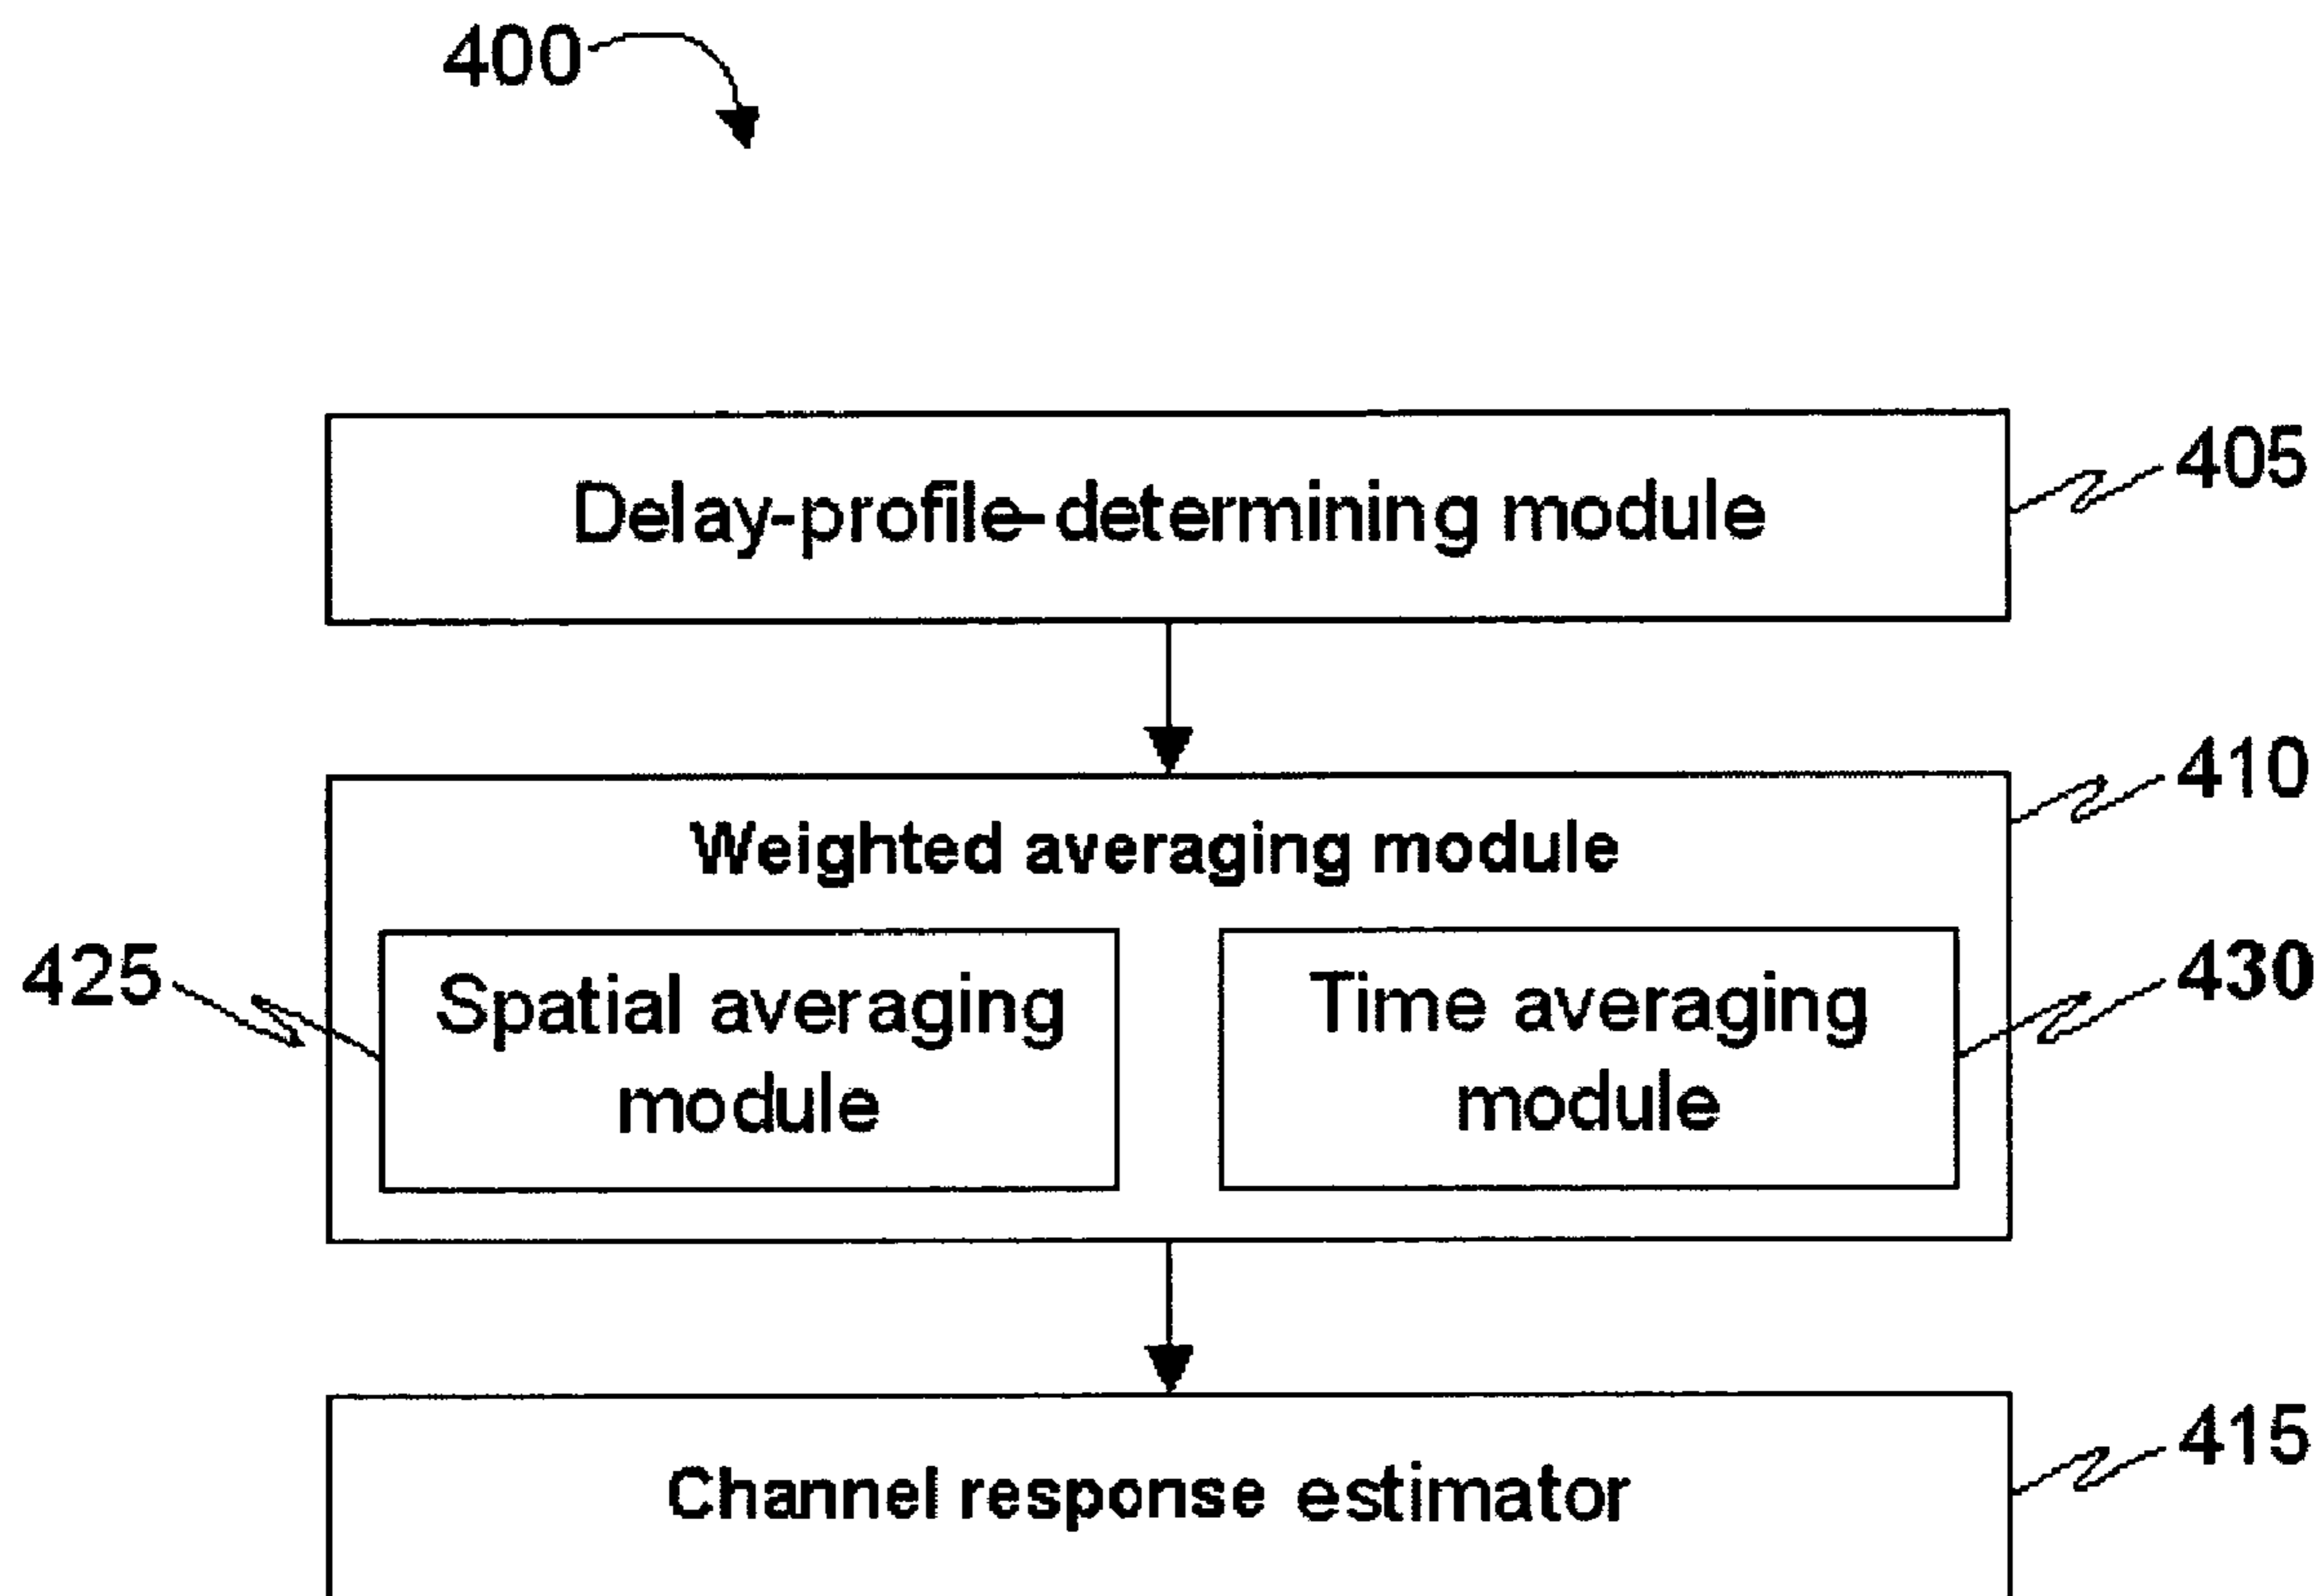 400
Delay-profile-determining module
405
Weighted averaging module
410
425
Spatial averaging
module
Time averaging
module
430
Channel response estimator
415